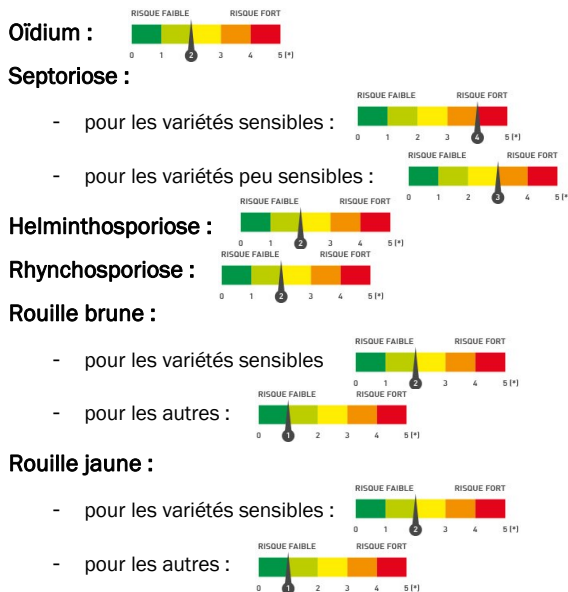 RISQUE FAIBLE RISQUE FORT
Oïdium :
0 1 2 3 4 5 (*)
Septoriose :
RISQUE FAIBLE RISQUE FORT
- pour les variétés sensibles :
0 1 2 3 4 5 (*)
RISQUE FAIBLE RISQUE FORT
- pour les variétés peu sensibles :
0 1 2 3 4 5 (*
RISQUE FAIBLE RISQUE FORT
Helminthosporiose :
0 1 2 3 4 5 (*)
RISQUE FAIBLE RISQUE FORT
Rhynchosporiose :
0 1 2 3 4 5 (*)
Rouille brune :
RISQUE FAIBLE RISQUE FORT
- pour les variétés sensibles
0 1 2 3 4 5 (*)
RISQUE FAIBLE RISQUE FORT
- pour les autres :
0 1 2 3 4 5 (*)
Rouille jaune :
RISQUE FAIBLE RISQUE FORT
- pour les variétés sensibles :
0 1 2 3 4 5 (*)
RISQUE FAIBLE RISQUE FORT
- pour les autres :
0 1 2 3 4 5 (*)